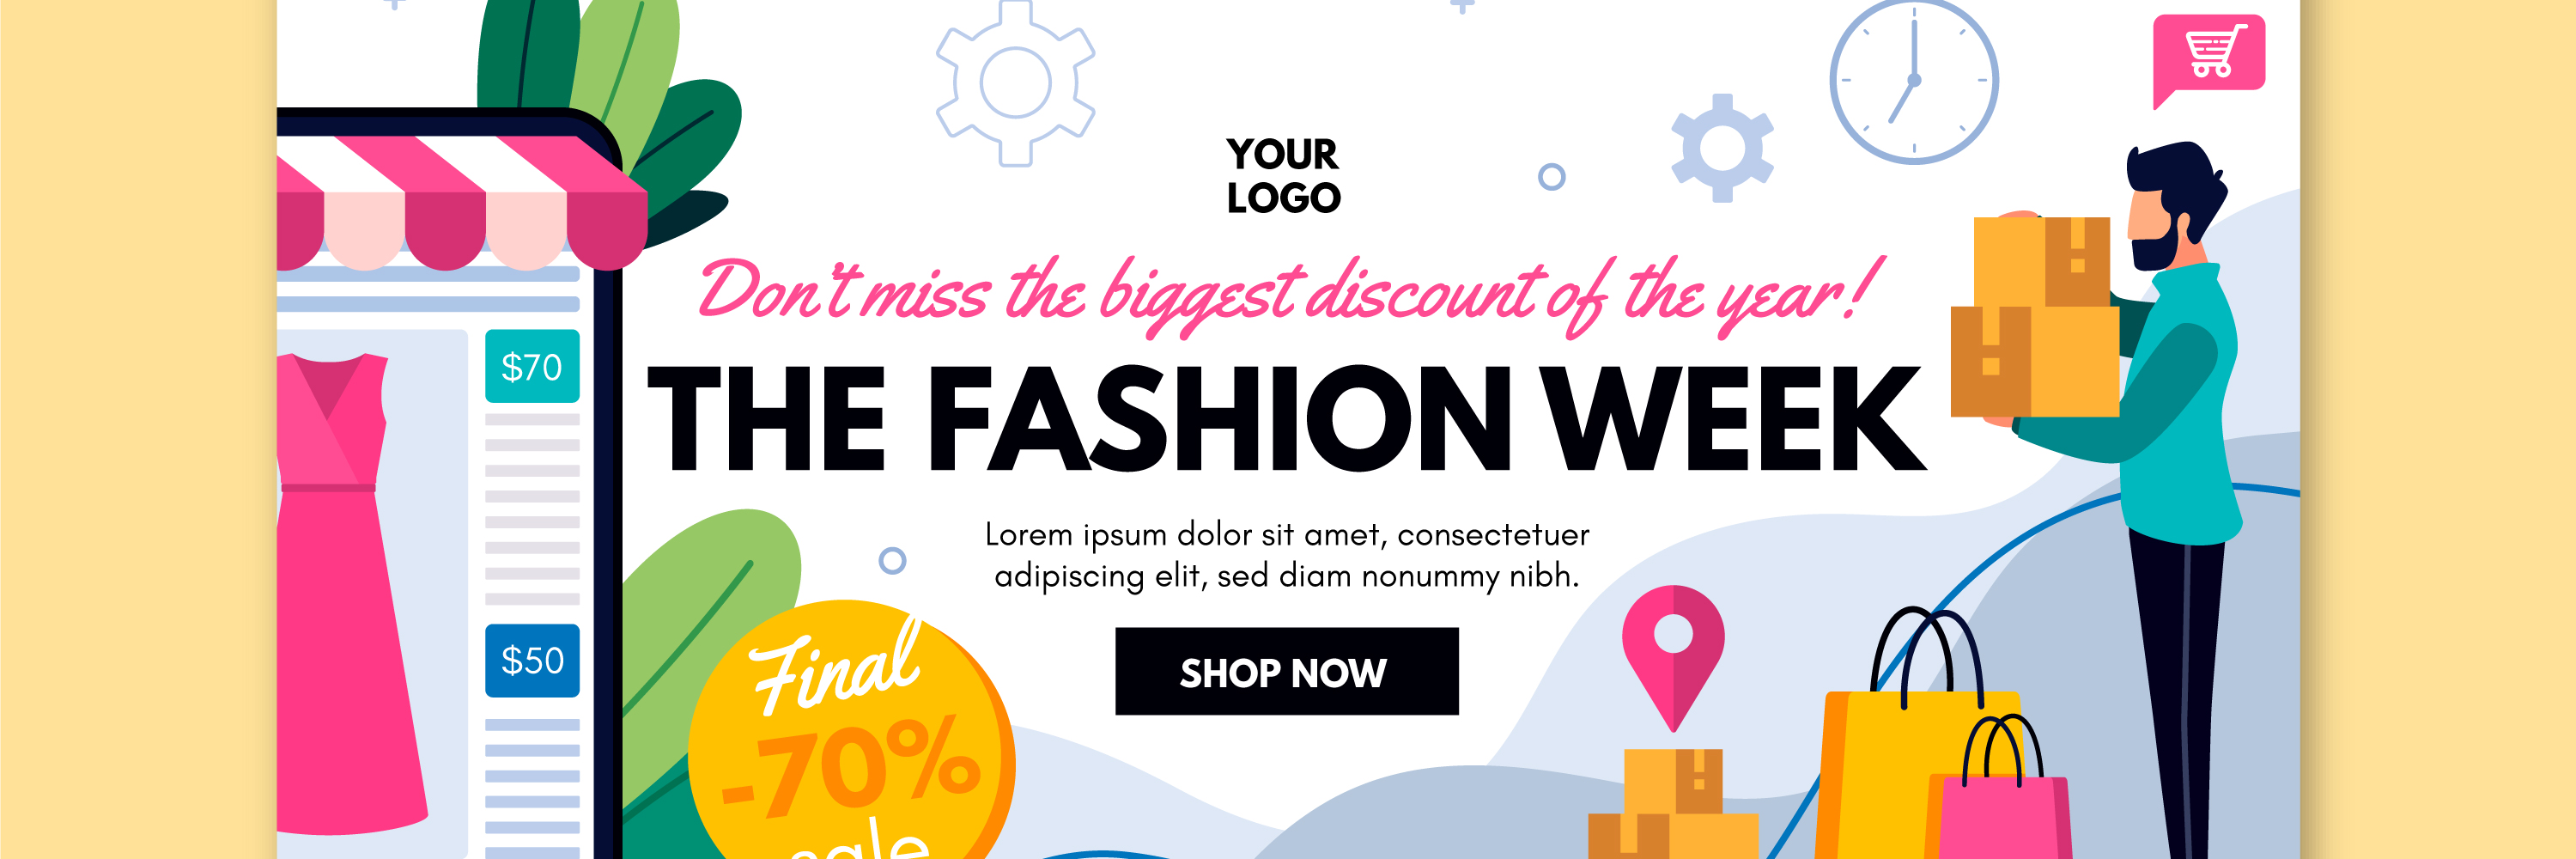 YOUR
LOGO
Don't miss the biggest discount of the year!
THE FASHION WEEK
$70
Lorem ipsum dolor sit amet, consectetuer
adipiscing elit, sed diam nonummy nibh.
SHOP NOW
$50
Final
-70%
sale